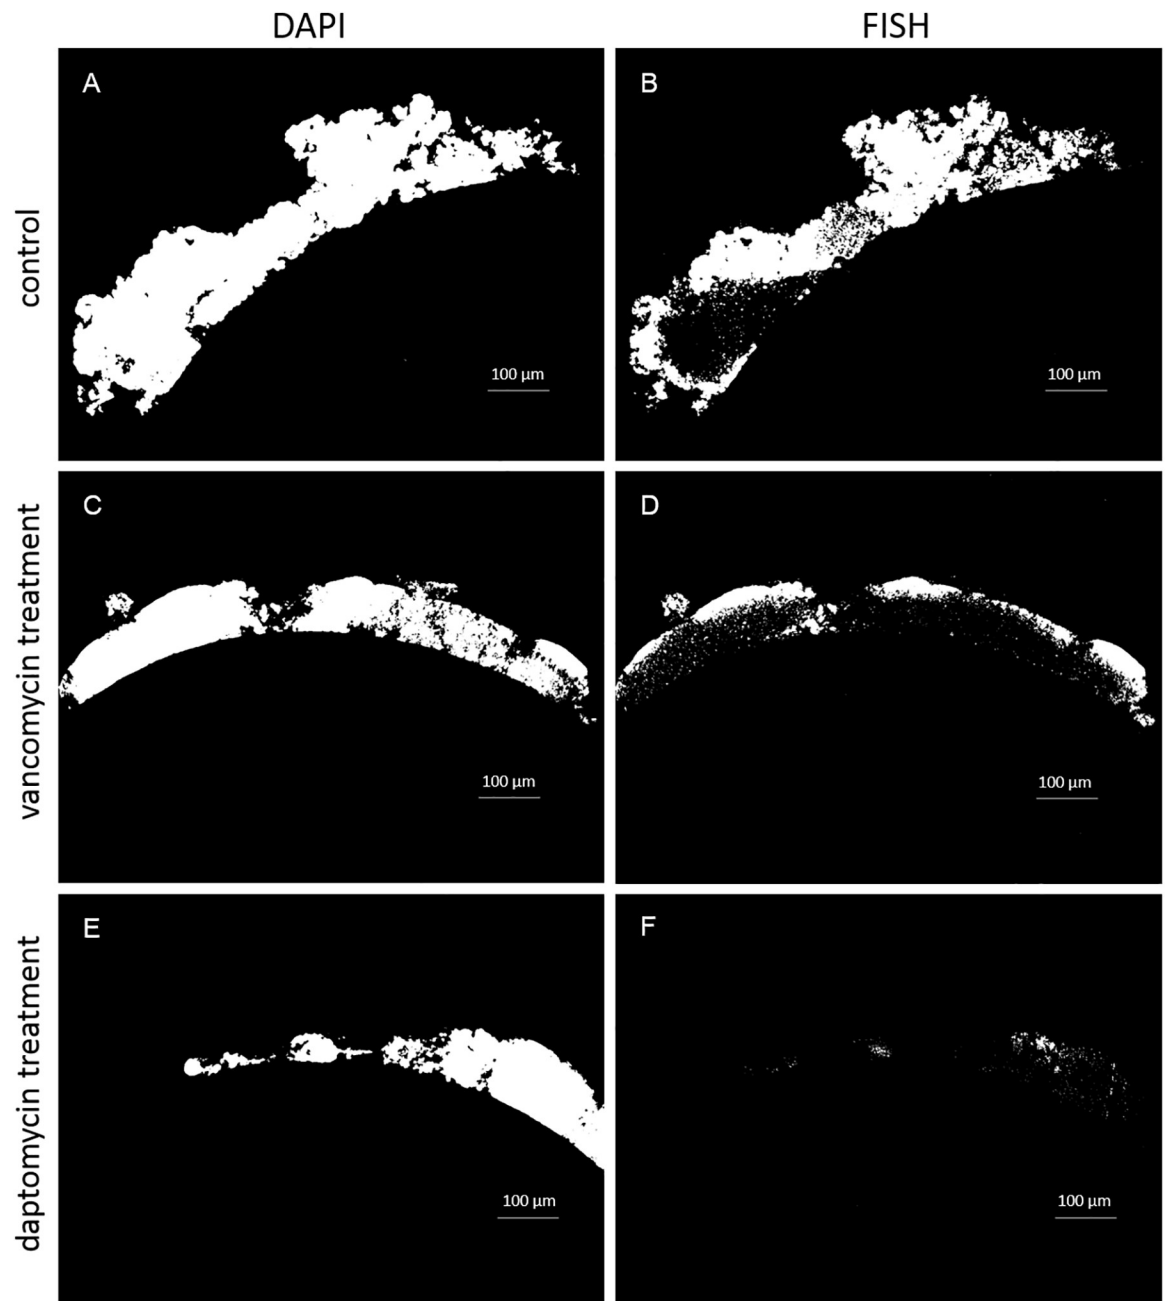 DAPI
FISH
control
A
100 µm
B
100 µm
vancomycin treatment
C
100 µm
D
100 µm
daptomycin treatment
E
100 µm
F
100 µm